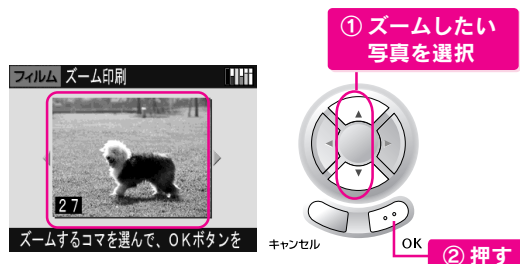 ① ズームしたい
写真を選択
フィルム ズーム印刷
27
ズームするコマを選んで、OKボタンを
キャンセル
OK
② 押す